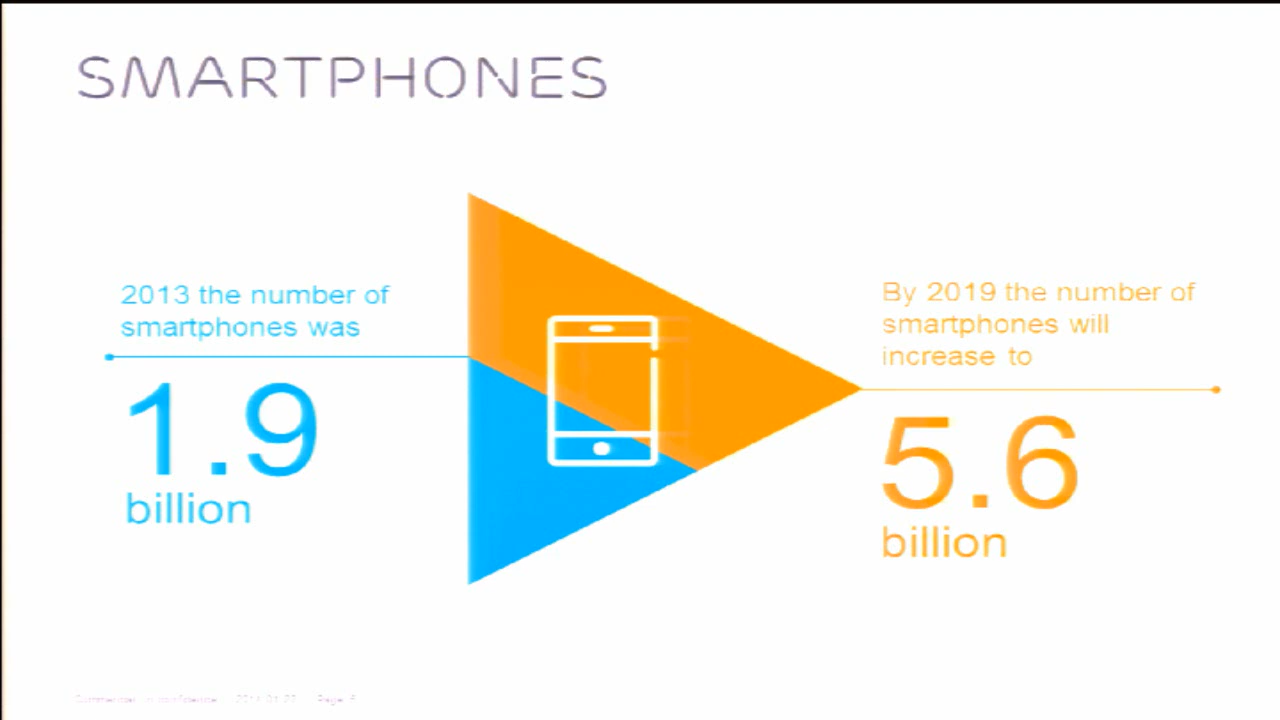 SMARTPHONES
2013 the number of
smartphones was
1.9
billion
By 2019 the number of
smartphones will
increase to
5.6
billion
Page